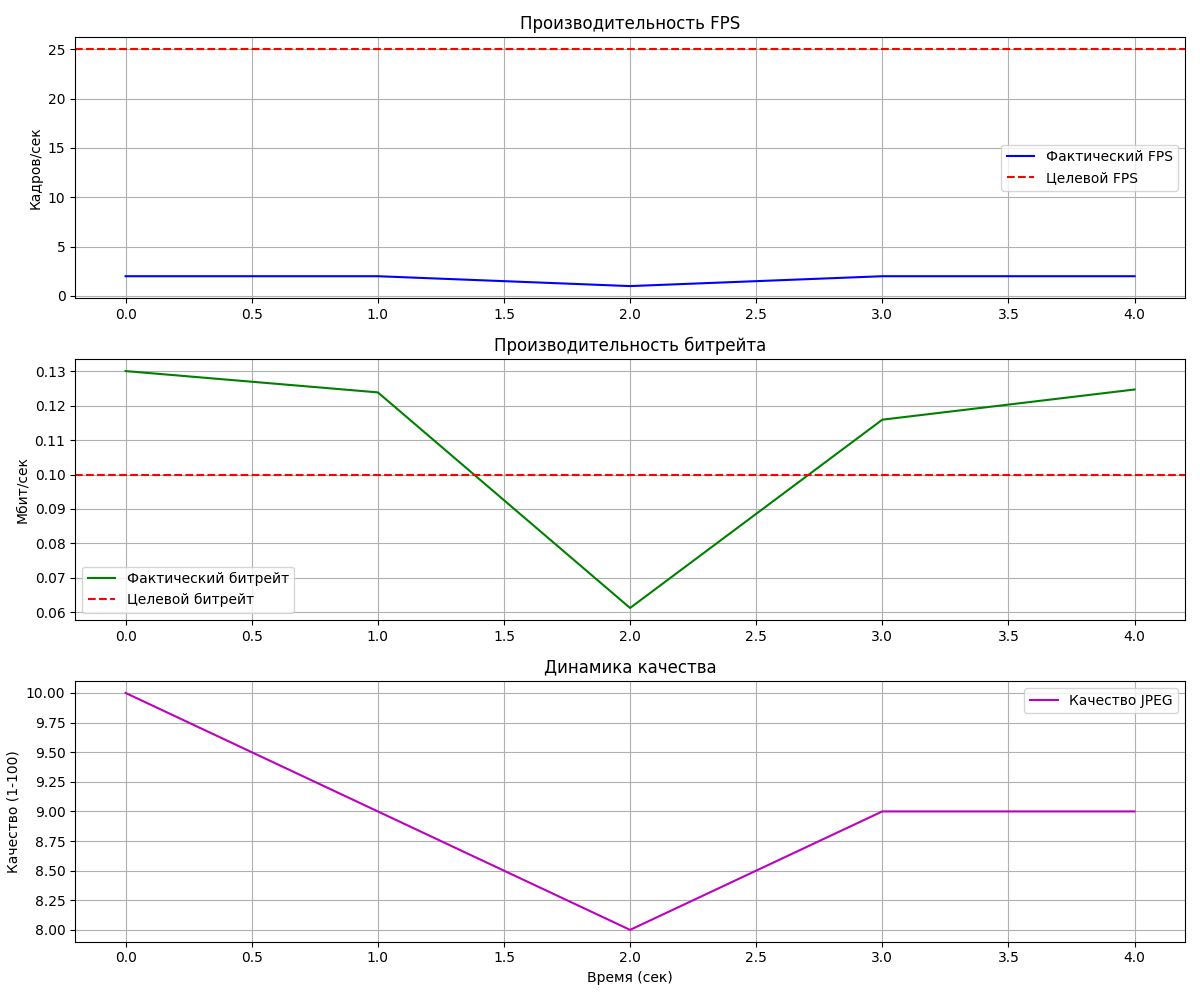 Производительность FPS
Кадров/сек
25
20
15
10
5
0
Фактический FPS
Целевой FPS
0.0 0.5 1.0 1.5 2.0 2.5 3.0 3.5 4.0
Производительность битрейта
Мбит/сек
0.13
0.12
0.11
0.10
0.09
0.08
0.07
0.06
Фактический битрейт
Целевой битрейт
0.0 0.5 1.0 1.5 2.0 2.5 3.0 3.5 4.0
Динамика качества
Качество (1-100)
10.00
9.75
9.50
9.25
9.00
8.75
8.50
8.25
8.00
Качество JPEG
0.0 0.5 1.0 1.5 2.0 2.5 3.0 3.5 4.0
Время (сек)